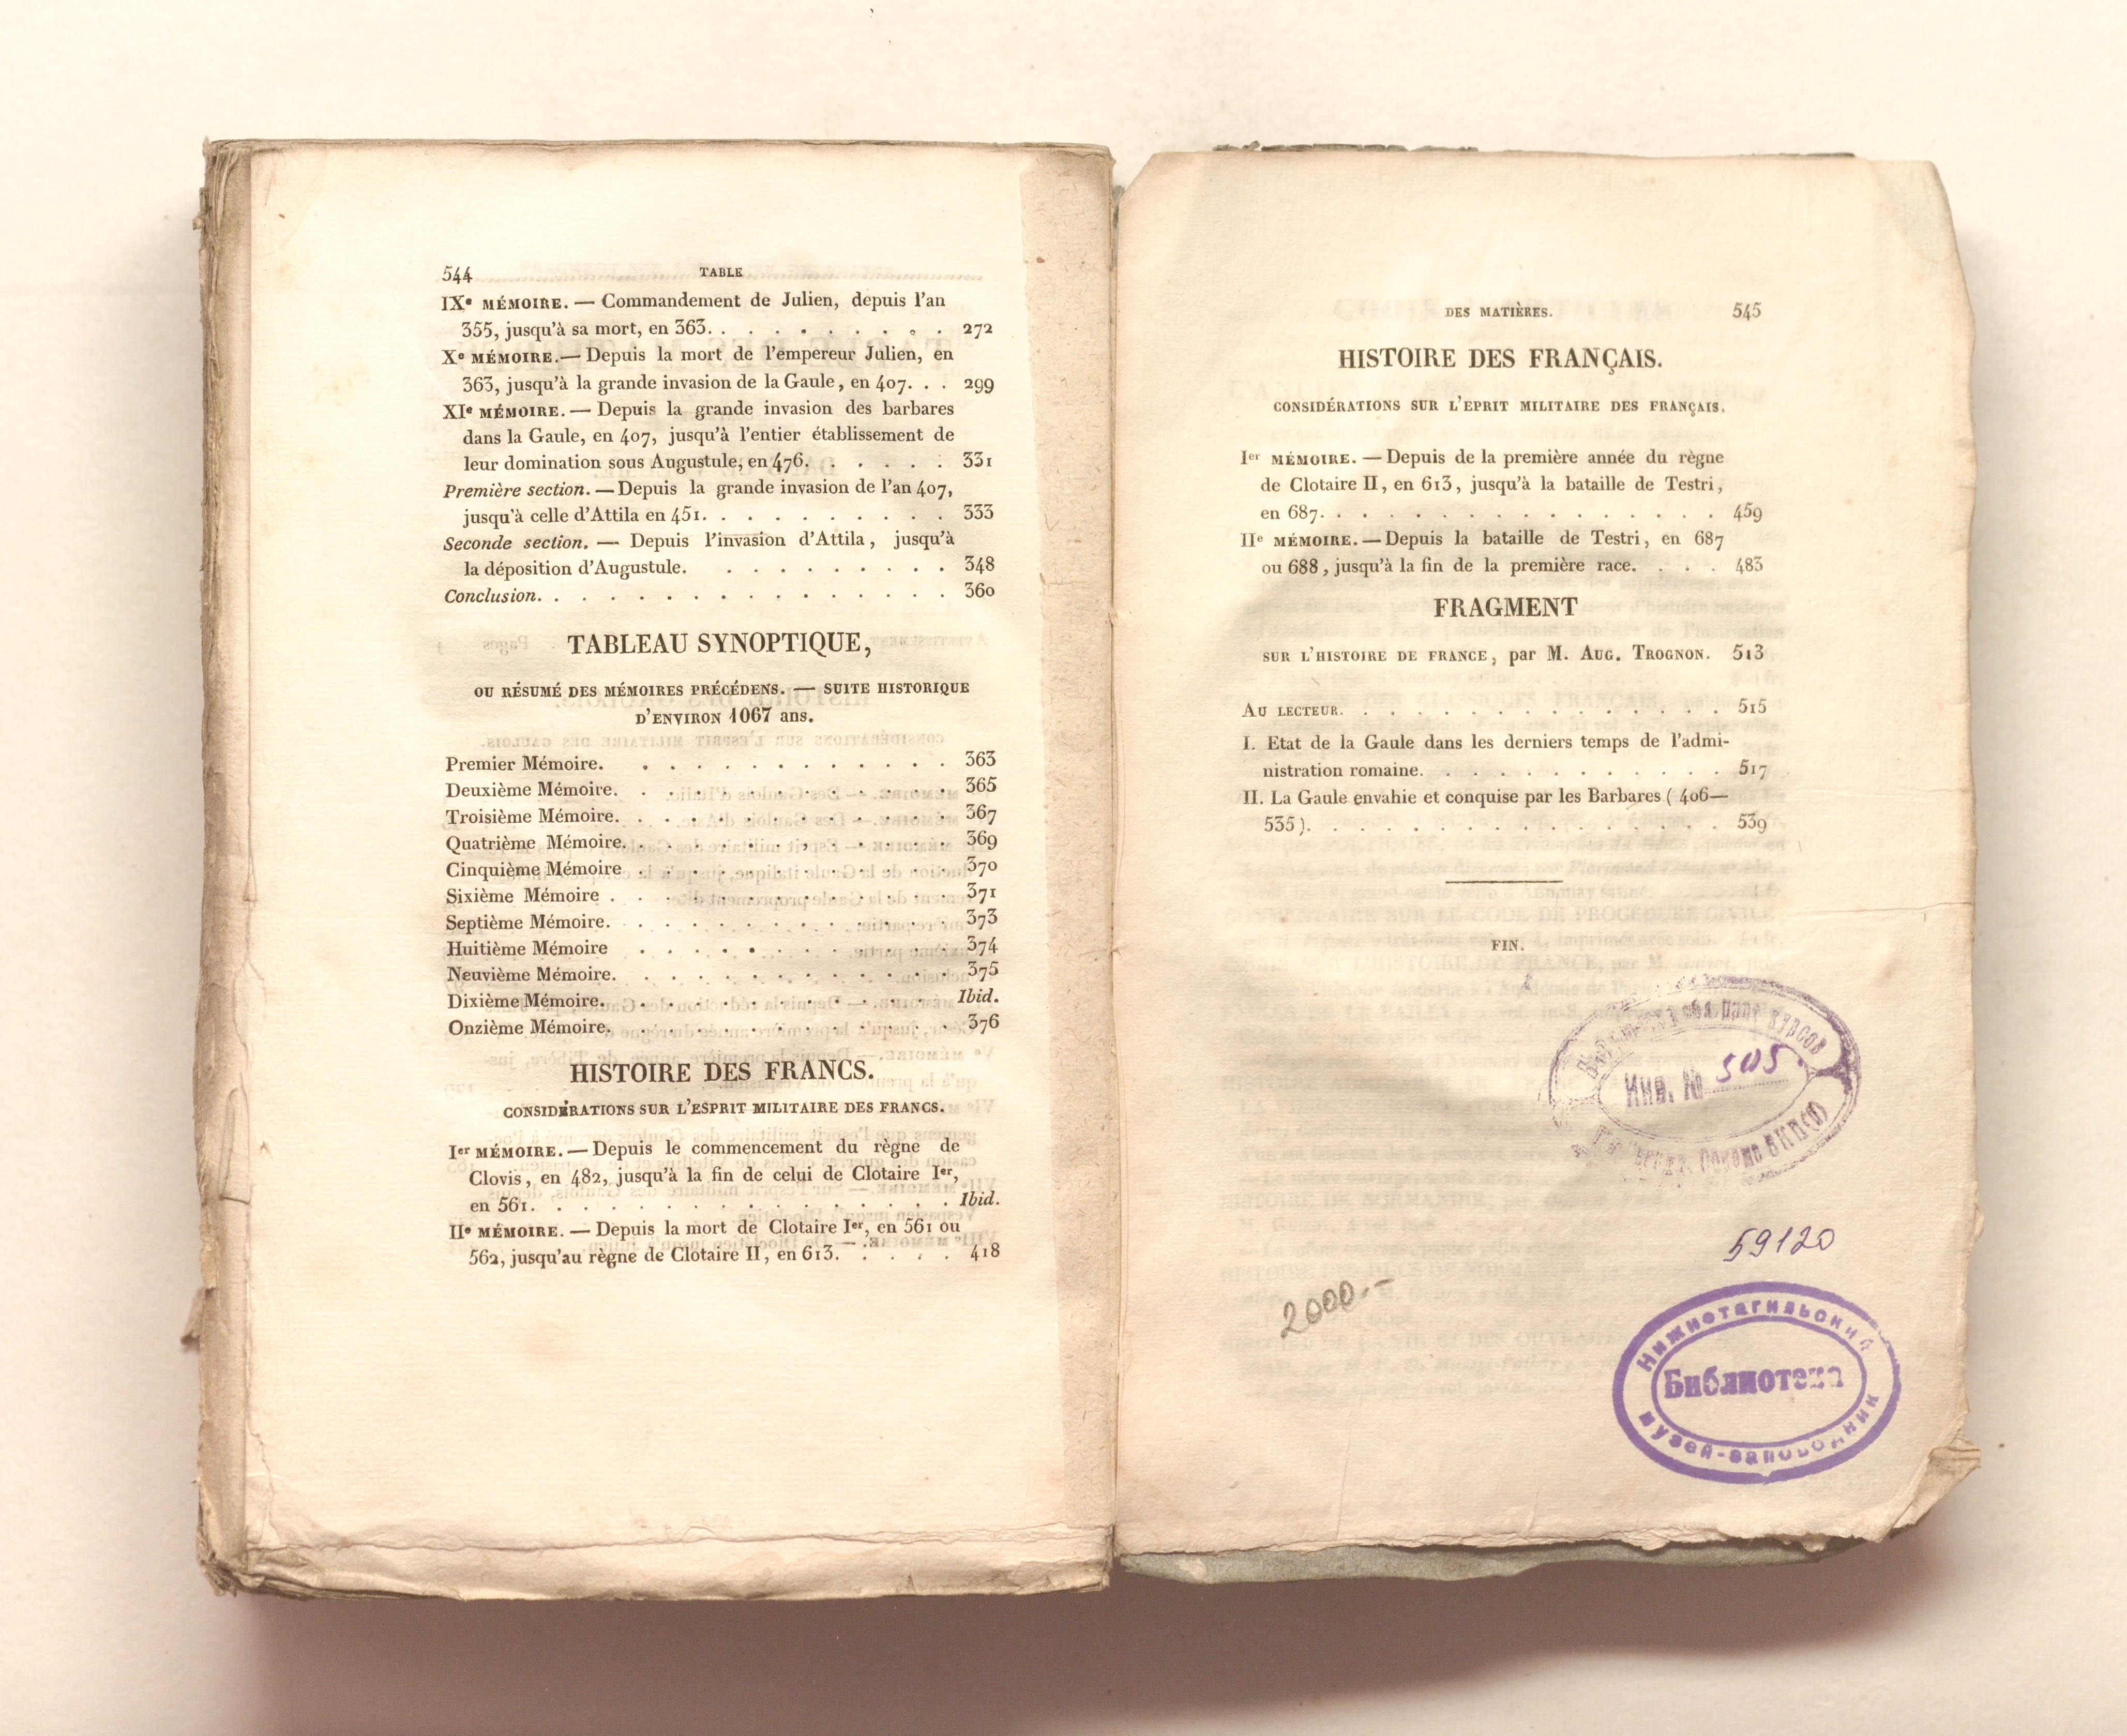 544 TABLE
IXe MÉMOIRE. — Commandement de Julien, depuis l'an
355, jusqu'à sa mort, en 363. . . . . . . . . . 272
Xe MÉMOIRE. — Depuis la mort de l'empereur Julien, en
363, jusqu'à la grande invasion de la Gaule, en 407. . . 299
XIe MÉMOIRE. — Depuis la grande invasion des barbares
dans la Gaule, en 407, jusqu'à l'entier établissement de
leur domination sous Augustule, en 476. . . . . . 331
Première section. — Depuis la grande invasion de l'an 407,
jusqu'à celle d'Attila en 451. . . . . . . . . . 333
Seconde section. — Depuis l'invasion d'Attila, jusqu'à
la déposition d'Augustule. . . . . . . . . . 348
Conclusion. . . . . . . . . . . . . . . . 360
TABLEAU SYNOPTIQUE,
OU RÉSUMÉ DES MÉMOIRES PRÉCÉDENS. — SUITE HISTORIQUE
D'ENVIRON 1067 ans.
Premier Mémoire. . . . . . . . . . . . 363
Deuxième Mémoire. . . . . . . . . . . . 365
Troisième Mémoire. . . . . . . . . . . . 367
Quatrième Mémoire. . . . . . . . . . . . 369
Cinquième Mémoire . . . . . . . . . . . 370
Sixième Mémoire . . . . . . . . . . . . 371
Septième Mémoire. . . . . . . . . . . . 373
Huitième Mémoire . . . . . . . . . . . 374
Neuvième Mémoire. . . . . . . . . . . . 375
Dixième Mémoire. . . . . . . . . . . . Ibid.
Onzième Mémoire. . . . . . . . . . . . 376
HISTOIRE DES FRANCS.
CONSIDÉRATIONS SUR L'ESPRIT MILITAIRE DES FRANCS.
Ier MÉMOIRE. — Depuis le commencement du règne de
Clovis, en 482, jusqu'à la fin de celui de Clotaire Ier,
en 561. . . . . . . . . . . . . . . . Ibid.
IIe MÉMOIRE. — Depuis la mort de Clotaire Ier, en 561 ou
562, jusqu'au règne de Clotaire II, en 613. . . . . 418
DES MATIÈRES. 545
HISTOIRE DES FRANÇAIS.
CONSIDÉRATIONS SUR L'EPRIT MILITAIRE DES FRANÇAIS.
Ier MÉMOIRE. — Depuis de la première année du règne
de Clotaire II, en 613, jusqu'à la bataille de Testri,
en 687. . . . . . . . . . . . . . . . 459
IIe MÉMOIRE. — Depuis la bataille de Testri, en 687
ou 688, jusqu'à la fin de la première race. . . . 483
FRAGMENT
SUR L'HISTOIRE DE FRANCE, par M. AUG. TROGNON. 513
AU LECTEUR. . . . . . . . . . . . . . . 515
I. Etat de la Gaule dans les derniers temps de l'admi-
nistration romaine. . . . . . . . . . . . 517
II. La Gaule envahie et conquise par les Barbares (406—
535). . . . . . . . . . . . . . . . 539
FIN.
курсов
Инв. № 505.
ВКП(б)
59120
2000.-
Нижнетагильский
Библиотека
музей-заповедник